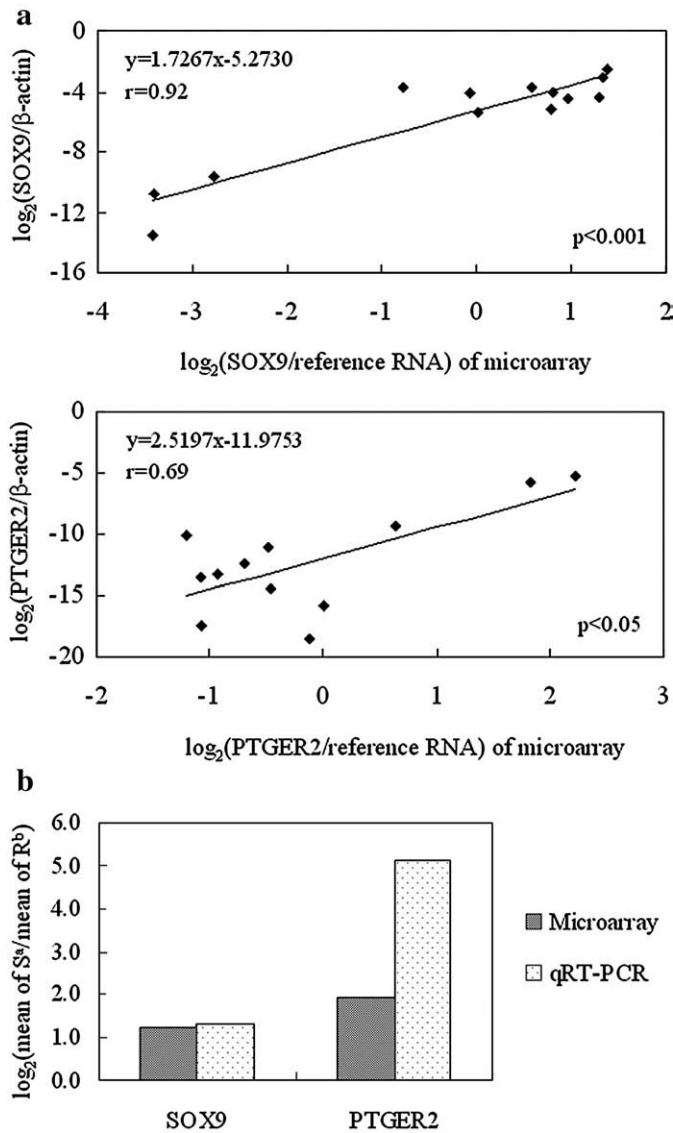 a
y=1.7267x-5.2730
r=0.92
p<0.001
0
-4
-8
-12
-16
log₂(SOX9/β-actin)
-4 -3 -2 -1 0 1 2
log₂(SOX9/reference RNA) of microarray
y=2.5197x-11.9753
r=0.69
p<0.05
0
-5
-10
-15
-20
log₂(PTGER2/β-actin)
-2 -1 0 1 2 3
log₂(PTGER2/reference RNA) of microarray
b
6.0
5.0
4.0
3.0
2.0
1.0
0.0
log₂(mean of Sᵃ/mean of Rᵇ)
Microarray
qRT-PCR
SOX9 PTGER2